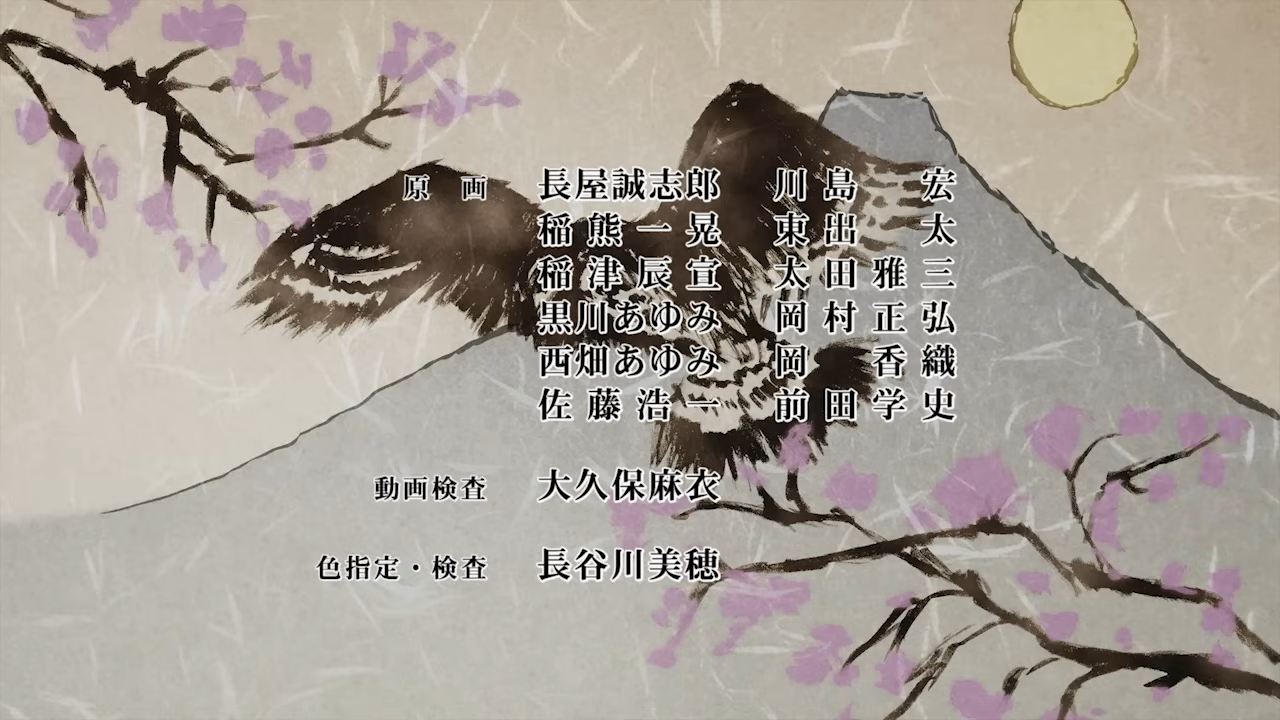 原画 長屋誠志郎 川島宏
稲熊一晃 東出太
稲津辰宣 太田雅三
黒川あゆみ 岡村正弘
西畑あゆみ 岡香織
佐藤浩一 前田学史
動画検査 大久保麻衣
色指定・検査 長谷川美穂